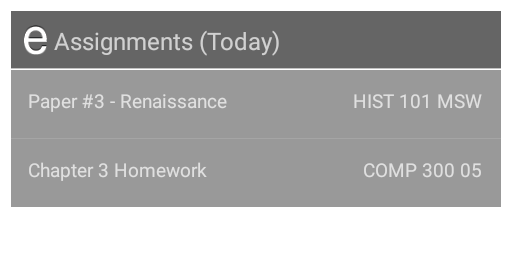 e Assignments (Today)
Paper #3 - Renaissance HIST 101 MSW
Chapter 3 Homework COMP 300 05